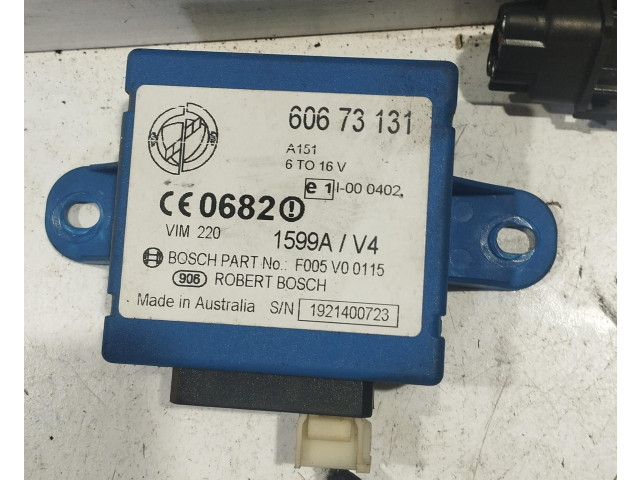 606 73 131
A151
6 TO 16 V
e 1 I-00 0402
CE 0682 !
VIM 220
1599A / V4
BOSCH PART No.: F005 V0 0115
906 ROBERT BOSCH
Made in Australia S/N 1921400723